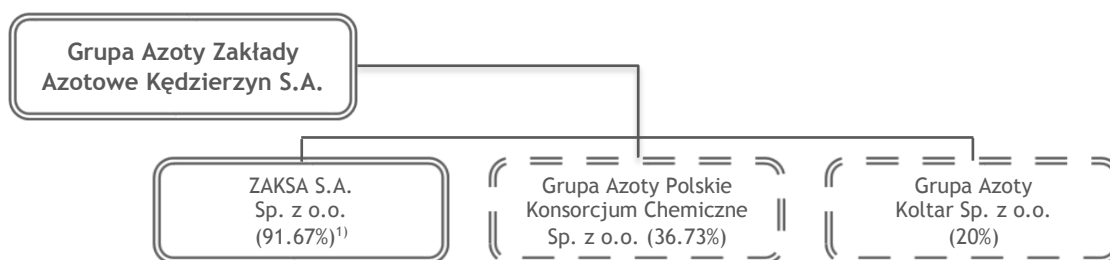 Grupa Azoty Zakłady
Azotowe Kędzierzyn S.A.
ZAKSA S.A.
Sp. z o.o.
(91.67%)¹⁾
Grupa Azoty Polskie
Konsorcjum Chemiczne
Sp. z o.o. (36.73%)
Grupa Azoty
Koltar Sp. z o.o.
(20%)